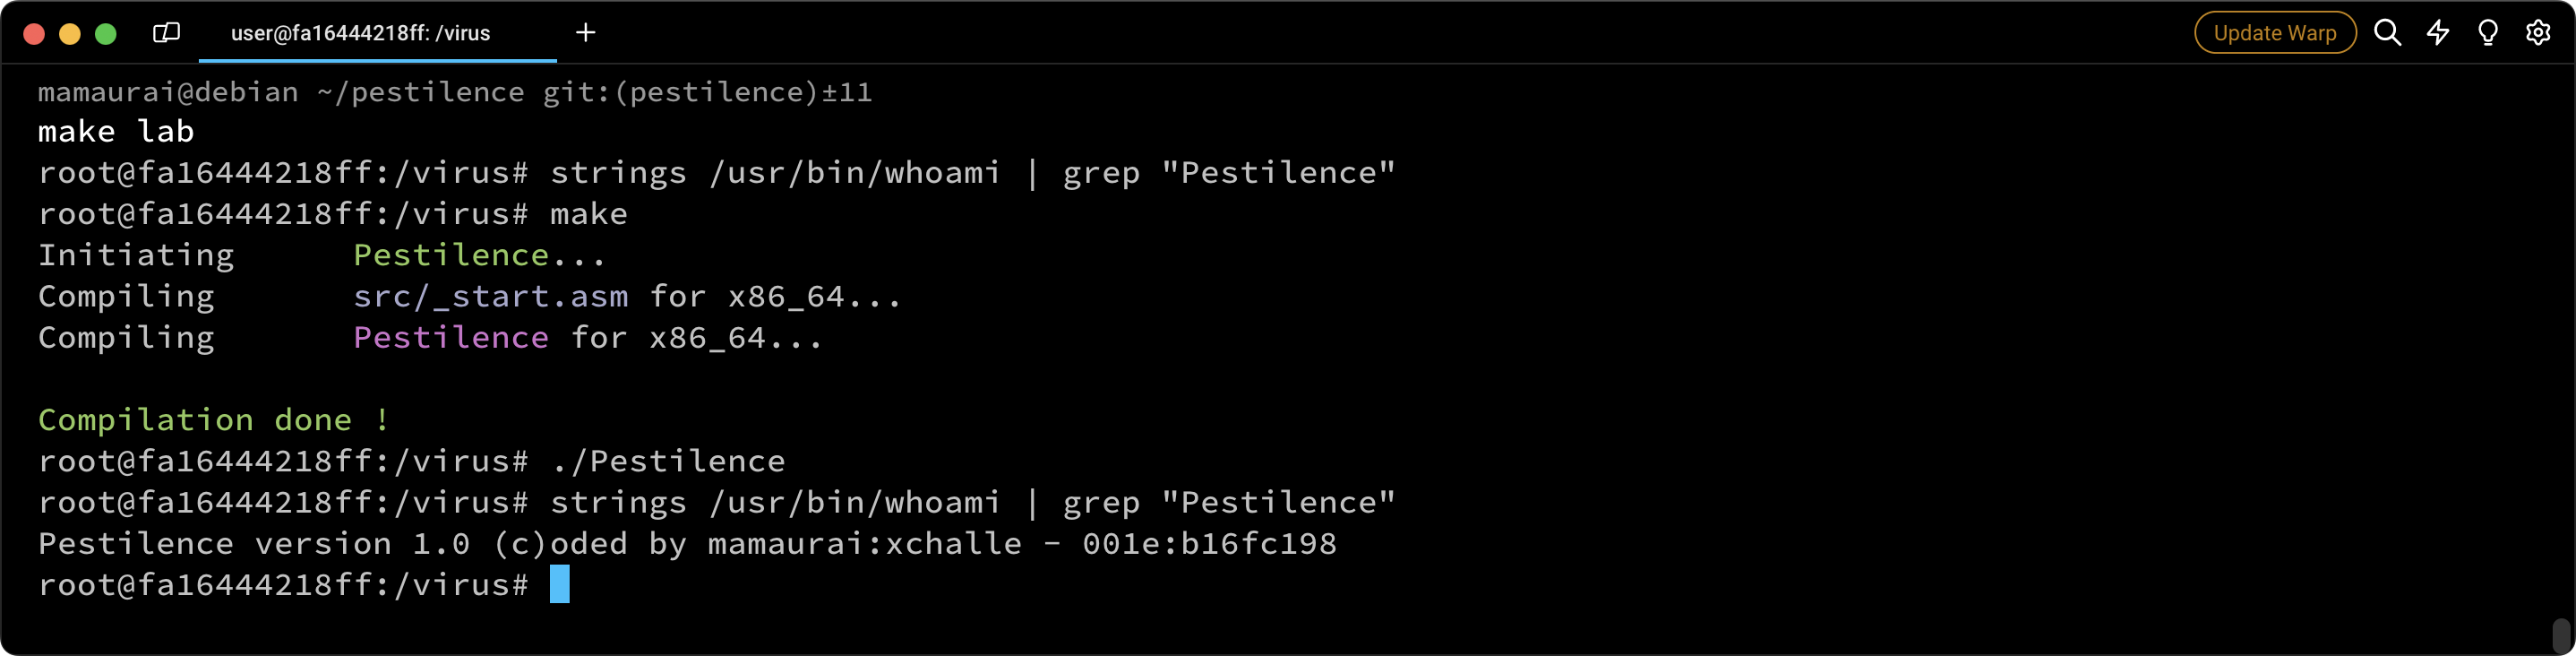 user@fa16444218ff: /virus
Update Warp
mamaurai@debian ~/pestilence git:(pestilence)±11
make lab
root@fa16444218ff:/virus# strings /usr/bin/whoami | grep "Pestilence"
root@fa16444218ff:/virus# make
Initiating Pestilence...
Compiling src/_start.asm for x86_64...
Compiling Pestilence for x86_64...
Compilation done !
root@fa16444218ff:/virus# ./Pestilence
root@fa16444218ff:/virus# strings /usr/bin/whoami | grep "Pestilence"
Pestilence version 1.0 (c)oded by mamaurai:xchalle - 001e:b16fc198
root@fa16444218ff:/virus#